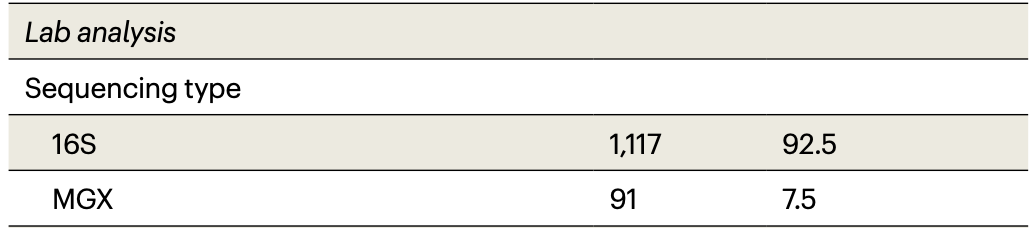 Lab analysis
Sequencing type
16S 1,117 92.5
MGX 91 7.5